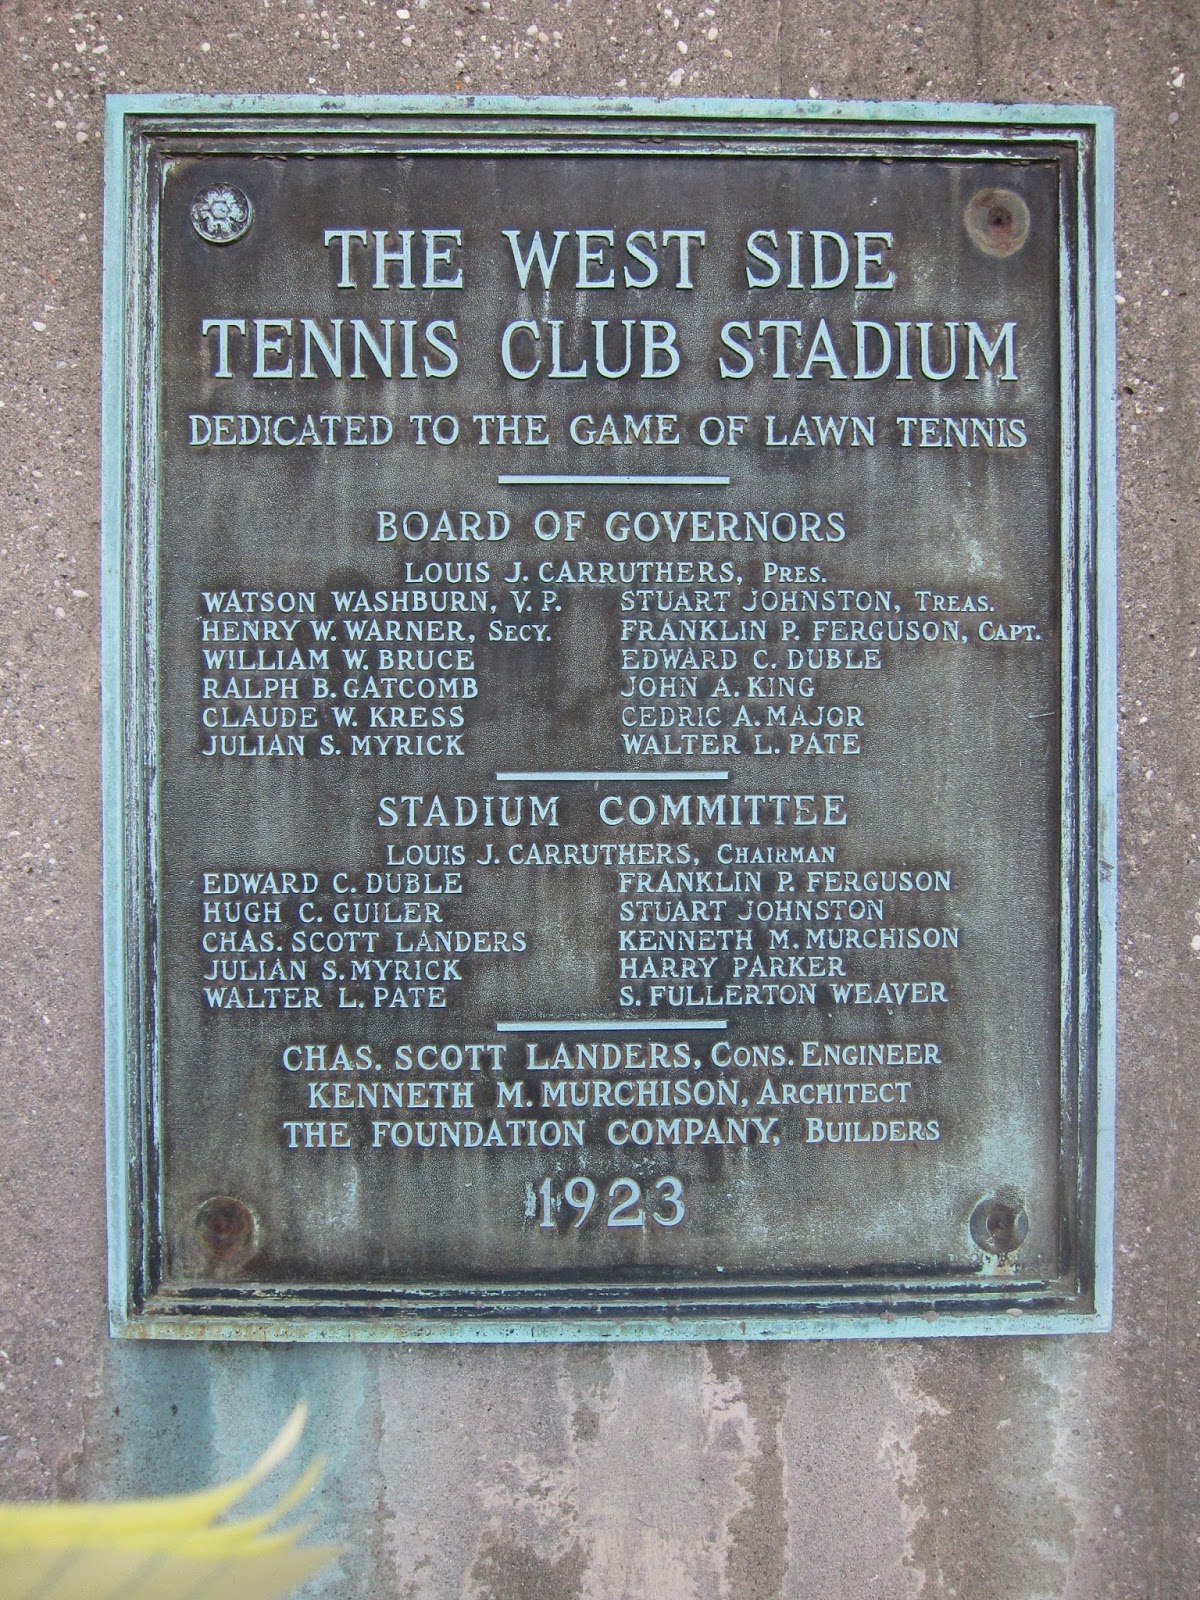 THE WEST SIDE
TENNIS CLUB STADIUM
DEDICATED TO THE GAME OF LAWN TENNIS
BOARD OF GOVERNORS
LOUIS J. CARRUTHERS, PRES.
WATSON WASHBURN, V. P. STUART JOHNSTON, TREAS.
HENRY W. WARNER, SECY. FRANKLIN P. FERGUSON, CAPT.
WILLIAM W. BRUCE EDWARD C. DUBLE
RALPH B. GATCOMB JOHN A. KING
CLAUDE W. KRESS CEDRIC A. MAJOR
JULIAN S. MYRICK WALTER L. PATE
STADIUM COMMITTEE
LOUIS J. CARRUTHERS, CHAIRMAN
EDWARD C. DUBLE FRANKLIN P. FERGUSON
HUGH C. GUILER STUART JOHNSTON
CHAS. SCOTT LANDERS KENNETH M. MURCHISON
JULIAN S. MYRICK HARRY PARKER
WALTER L. PATE S. FULLERTON WEAVER
CHAS. SCOTT LANDERS, CONS. ENGINEER
KENNETH M. MURCHISON, ARCHITECT
THE FOUNDATION COMPANY, BUILDERS
1923